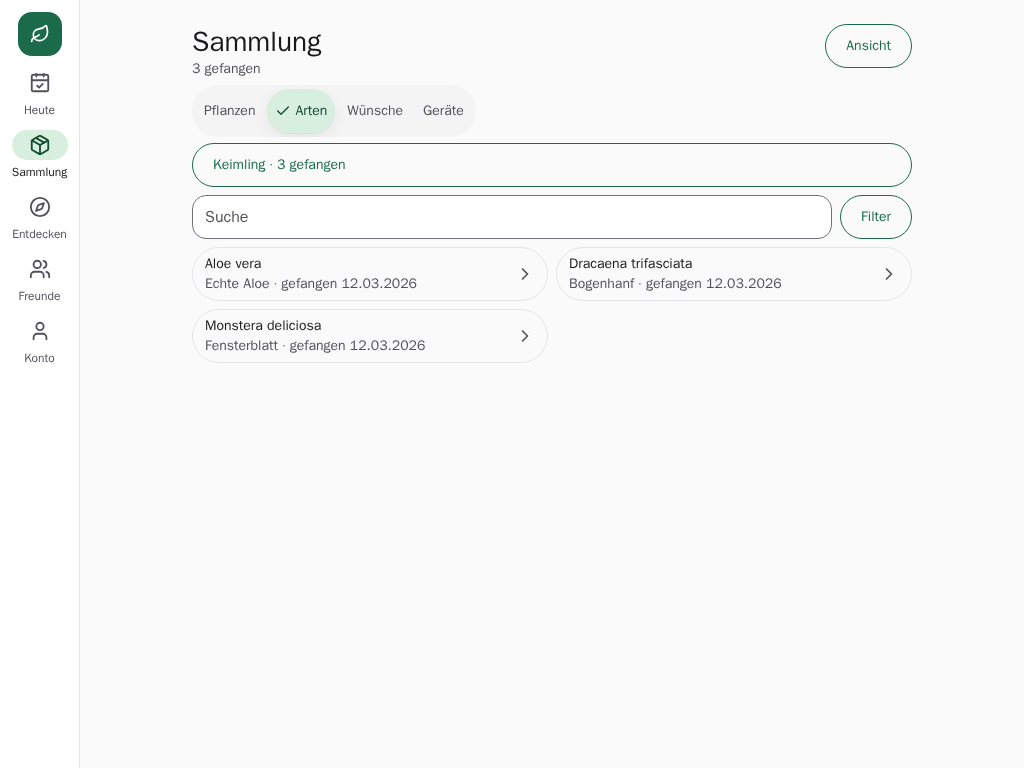 Heute
Sammlung
Entdecken
Freunde
Konto
Sammlung
3 gefangen
Ansicht
Pflanzen
Arten
Wünsche
Geräte
Keimling · 3 gefangen
Suche
Filter
Aloe vera
Echte Aloe · gefangen 12.03.2026
Dracaena trifasciata
Bogenhanf · gefangen 12.03.2026
Monstera deliciosa
Fensterblatt · gefangen 12.03.2026